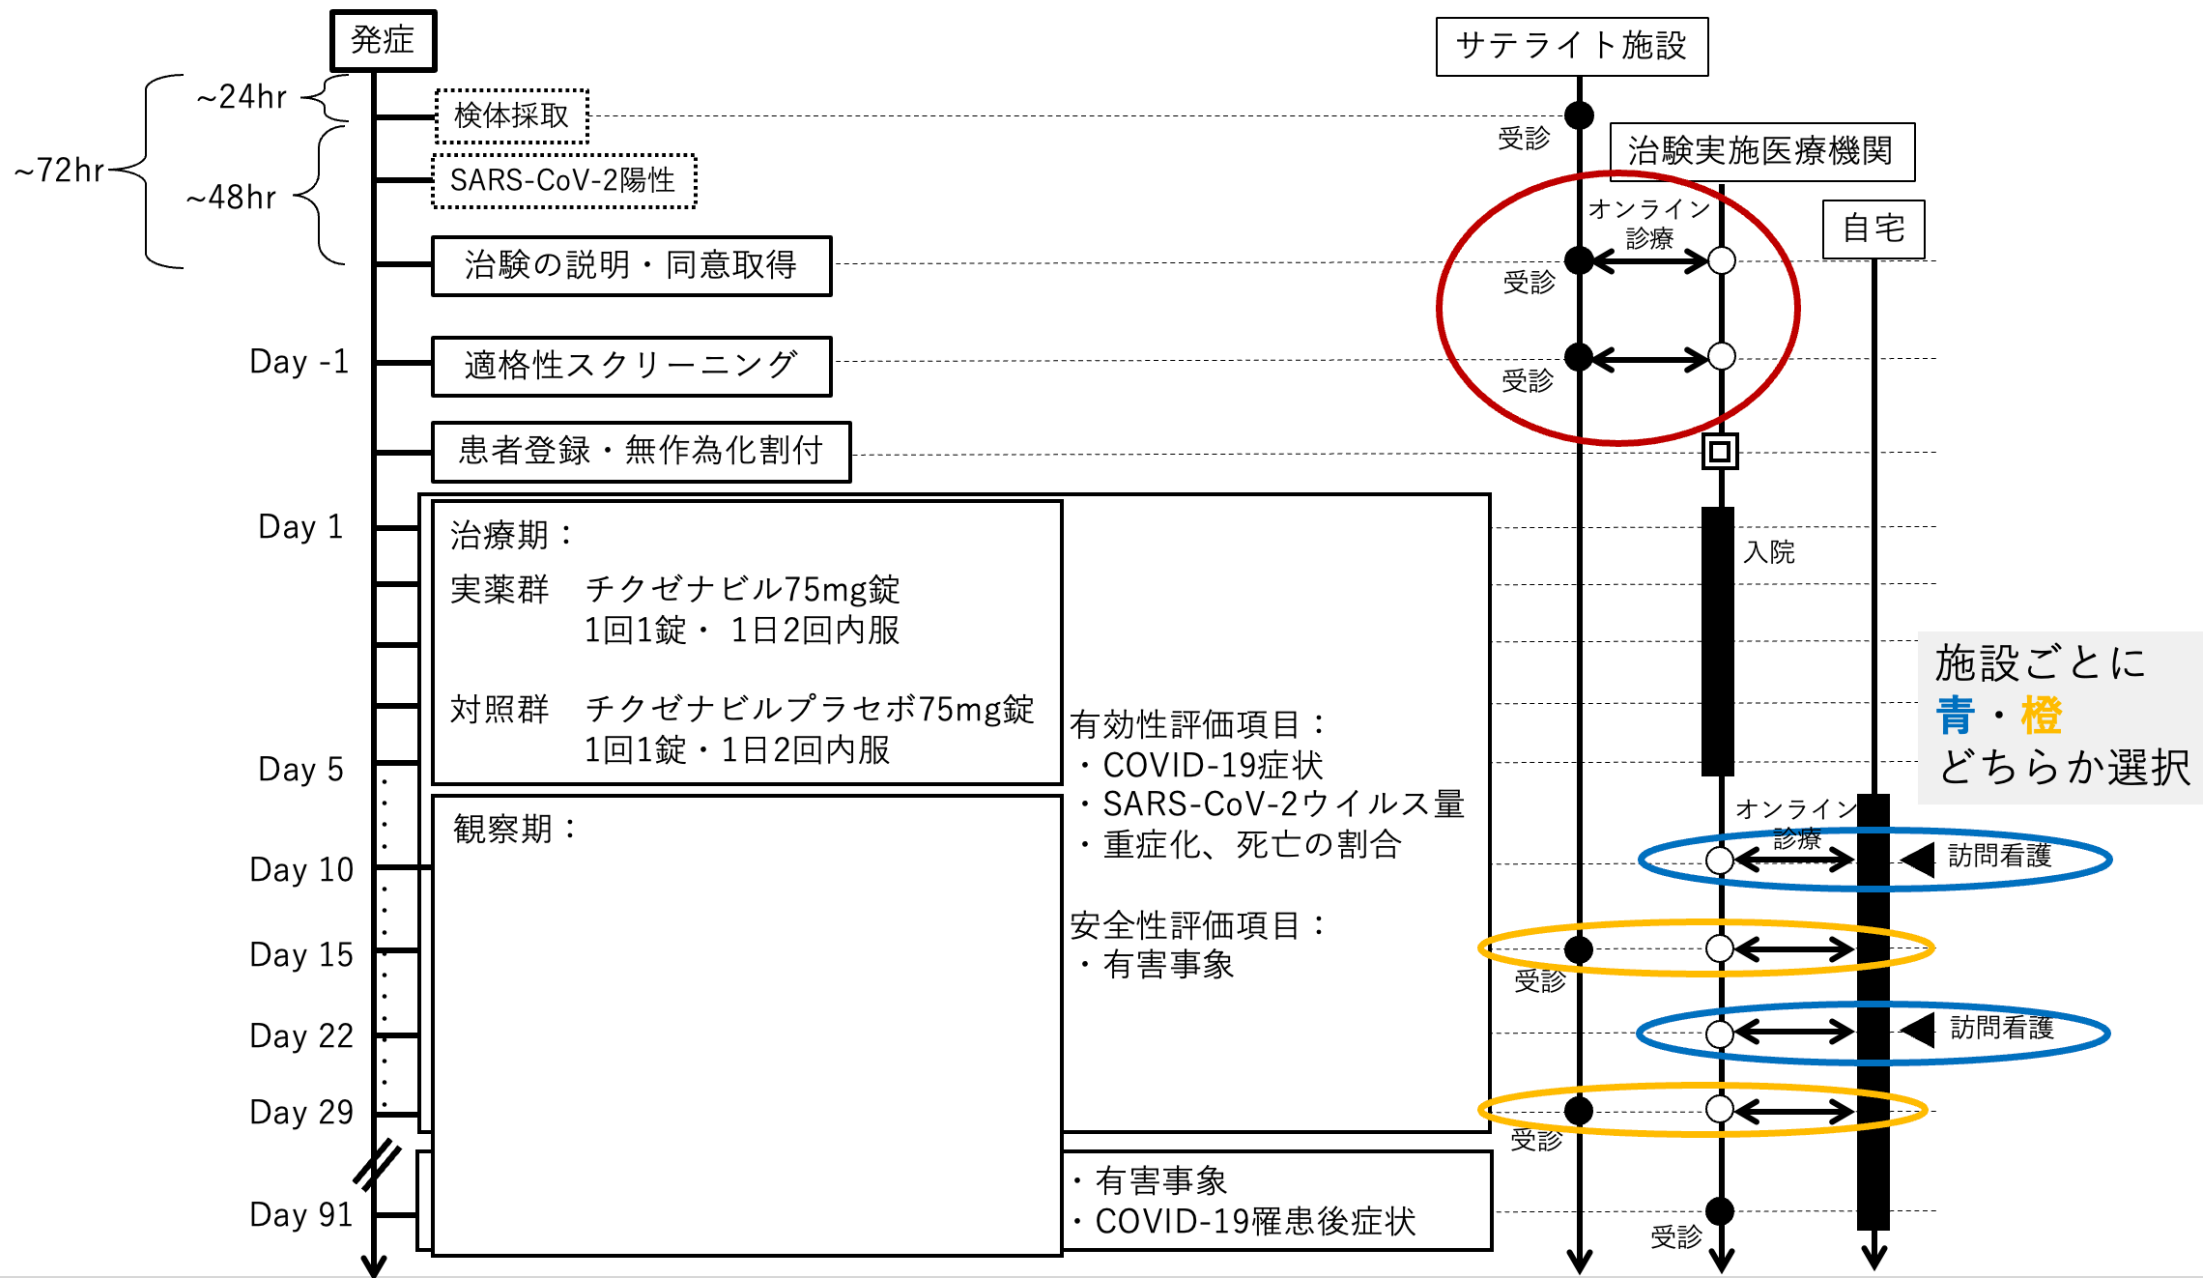 発症
サテライト施設
~24hr
検体採取
受診
治験実施医療機関
~72hr
SARS-CoV-2陽性
~48hr
オンライン
診療
自宅
治験の説明・同意取得
受診
Day -1
適格性スクリーニング
受診
患者登録・無作為化割付
Day 1
治療期：
入院
実薬群　チクゼナビル75mg錠
1回1錠・ 1日2回内服
対照群　チクゼナビルプラセボ75mg錠
1回1錠・1日2回内服
施設ごとに
青・橙
どちらか選択
有効性評価項目：
・COVID-19症状
・SARS-CoV-2ウイルス量
・重症化、死亡の割合
Day 5
観察期：
オンライン
診療
訪問看護
Day 10
安全性評価項目：
・有害事象
Day 15
受診
Day 22
訪問看護
Day 29
受診
・有害事象
・COVID-19罹患後症状
Day 91
受診